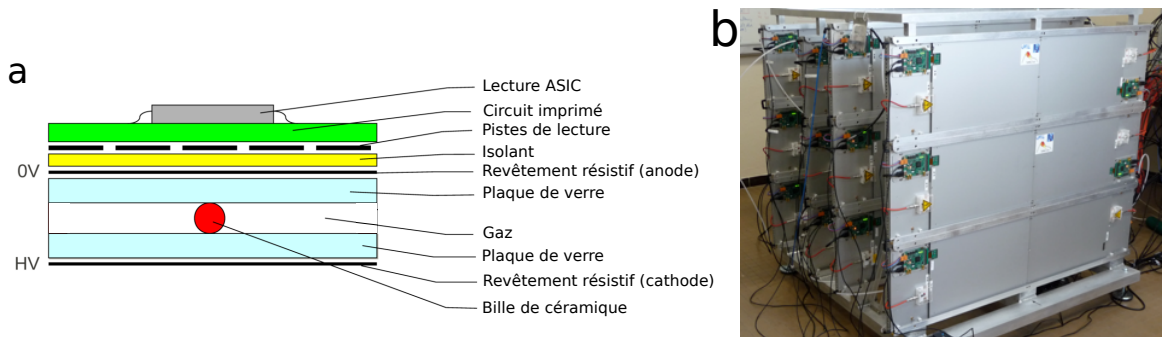 a
Lecture ASIC
Circuit imprimé
Pistes de lecture
Isolant
0V
Revêtement résistif (anode)
Plaque de verre
Gaz
Plaque de verre
HV
Revêtement résistif (cathode)
Bille de céramique
b